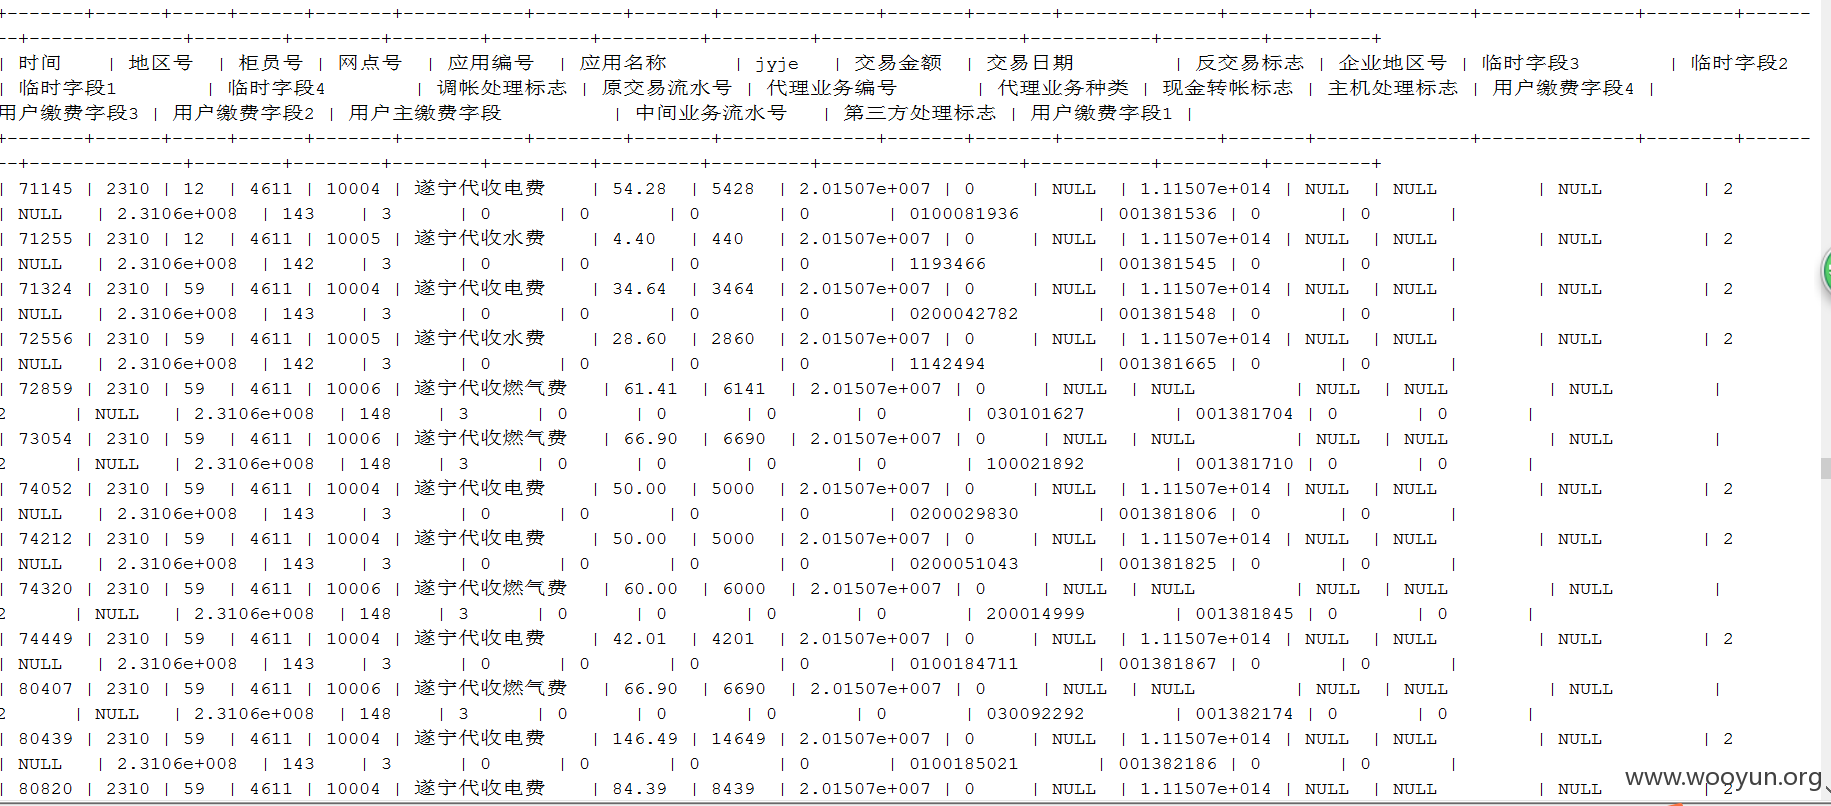 +------+------+-----+------+-------+----------+----------+--------+-------+-------------+-------+-------+-------------+-------+-------------+-------------+--------+------
--+-------------+-----+-------+--------+-------+-------+---------+---------+--------+-----------------+----------+---------+---------+
| 时间 | 地区号 | 柜员号 | 网点号 | 应用编号 | 应用名称 | jyje | 交易金额 | 交易日期 | 反交易标志 | 企业地区号 | 临时字段3 | 临时字段2
| 临时字段1 | 临时字段4 | 调帐处理标志 | 原交易流水号 | 代理业务编号 | 代理业务种类 | 现金转帐标志 | 主机处理标志 | 用户缴费字段4 |
用户缴费字段3 | 用户缴费字段2 | 用户主缴费字段 | 中间业务流水号 | 第三方处理标志 | 用户缴费字段1 |
+------+------+-----+------+-------+----------+----------+--------+-------+-------------+-------+-------+-------------+-------+-------------+-------------+--------+------
--+-------------+-----+-------+--------+-------+-------+---------+---------+--------+-----------------+----------+---------+---------+
| 71145 | 2310 | 12 | 4611 | 10004 | 遂宁代收电费 | 54.28 | 5428 | 2.01507e+007 | 0 | NULL | 1.11507e+014 | NULL | NULL | NULL | 2
| NULL | 2.3106e+008 | 143 | 3 | 0 | 0 | 0 | 0 | 0100081936 | 001381536 | 0 | 0 |
| 71255 | 2310 | 12 | 4611 | 10005 | 遂宁代收水费 | 4.40 | 440 | 2.01507e+007 | 0 | NULL | 1.11507e+014 | NULL | NULL | NULL | 2
| NULL | 2.3106e+008 | 142 | 3 | 0 | 0 | 0 | 0 | 1193466 | 001381545 | 0 | 0 |
| 71324 | 2310 | 59 | 4611 | 10004 | 遂宁代收电费 | 34.64 | 3464 | 2.01507e+007 | 0 | NULL | 1.11507e+014 | NULL | NULL | NULL | 2
| NULL | 2.3106e+008 | 143 | 3 | 0 | 0 | 0 | 0 | 0200042782 | 001381548 | 0 | 0 |
| 72556 | 2310 | 59 | 4611 | 10005 | 遂宁代收水费 | 28.60 | 2860 | 2.01507e+007 | 0 | NULL | 1.11507e+014 | NULL | NULL | NULL | 2
| NULL | 2.3106e+008 | 142 | 3 | 0 | 0 | 0 | 0 | 1142494 | 001381665 | 0 | 0 |
| 72859 | 2310 | 59 | 4611 | 10006 | 遂宁代收燃气费 | 61.41 | 6141 | 2.01507e+007 | 0 | NULL | NULL | NULL | NULL | NULL |
2 | NULL | 2.3106e+008 | 148 | 3 | 0 | 0 | 0 | 0 | 030101627 | 001381704 | 0 | 0 |
| 73054 | 2310 | 59 | 4611 | 10006 | 遂宁代收燃气费 | 66.90 | 6690 | 2.01507e+007 | 0 | NULL | NULL | NULL | NULL | NULL |
2 | NULL | 2.3106e+008 | 148 | 3 | 0 | 0 | 0 | 0 | 100021892 | 001381710 | 0 | 0 |
| 74052 | 2310 | 59 | 4611 | 10004 | 遂宁代收电费 | 50.00 | 5000 | 2.01507e+007 | 0 | NULL | 1.11507e+014 | NULL | NULL | NULL | 2
| NULL | 2.3106e+008 | 143 | 3 | 0 | 0 | 0 | 0 | 0200029830 | 001381806 | 0 | 0 |
| 74212 | 2310 | 59 | 4611 | 10004 | 遂宁代收电费 | 50.00 | 5000 | 2.01507e+007 | 0 | NULL | 1.11507e+014 | NULL | NULL | NULL | 2
| NULL | 2.3106e+008 | 143 | 3 | 0 | 0 | 0 | 0 | 0200051043 | 001381825 | 0 | 0 |
| 74320 | 2310 | 59 | 4611 | 10006 | 遂宁代收燃气费 | 60.00 | 6000 | 2.01507e+007 | 0 | NULL | NULL | NULL | NULL | NULL |
2 | NULL | 2.3106e+008 | 148 | 3 | 0 | 0 | 0 | 0 | 200014999 | 001381845 | 0 | 0 |
| 74449 | 2310 | 59 | 4611 | 10004 | 遂宁代收电费 | 42.01 | 4201 | 2.01507e+007 | 0 | NULL | 1.11507e+014 | NULL | NULL | NULL | 2
| NULL | 2.3106e+008 | 143 | 3 | 0 | 0 | 0 | 0 | 0100184711 | 001381867 | 0 | 0 |
| 80407 | 2310 | 59 | 4611 | 10006 | 遂宁代收燃气费 | 66.90 | 6690 | 2.01507e+007 | 0 | NULL | NULL | NULL | NULL | NULL |
2 | NULL | 2.3106e+008 | 148 | 3 | 0 | 0 | 0 | 0 | 030092292 | 001382174 | 0 | 0 |
| 80439 | 2310 | 59 | 4611 | 10004 | 遂宁代收电费 | 146.49 | 14649 | 2.01507e+007 | 0 | NULL | 1.11507e+014 | NULL | NULL | NULL | 2
| NULL | 2.3106e+008 | 143 | 3 | 0 | 0 | 0 | 0 | 0100185021 | 001382186 | 0 | 0 |
| 80820 | 2310 | 59 | 4611 | 10004 | 遂宁代收电费 | 84.39 | 8439 | 2.01507e+007 | 0 | NULL | 1.11507e+014 | NULL | NULL | NULL | 2
www.wooyun.org